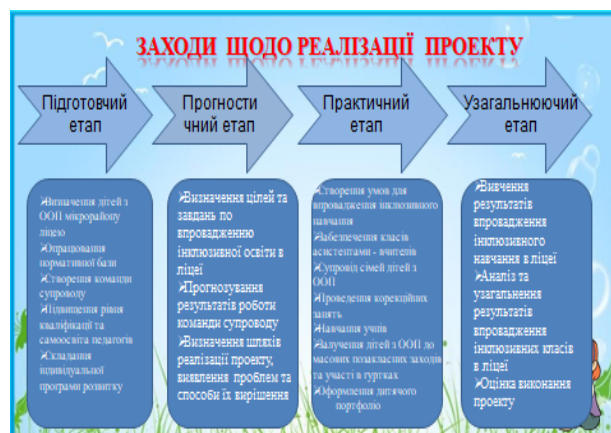 ЗАХОДИ ЩОДО РЕАЛІЗАЦІЇ ПРОЕКТУ
Підготовчий
етап
Прогности
чний етап
Практичний
етап
Узагальнюючий
етап
➢Визначення дітей з
ООП мікрорайону
ліцею
➢Опрацювання
нормативної бази
➢Створення команди
супроводу
➢Підвищення рівня
кваліфікації та
самоосвіта педагогів
➢Складання
індивідуальної
програми розвитку
➢Визначення цілей та
завдань по
впровадженню
інклюзивної освіти в
ліцеї
➢Прогнозування
результатів роботи
команди супроводу
➢Визначення шляхів
реалізації проекту,
виявлення проблем та
способи їх вирішення
➢Створення умов для
впровадження інклюзивного
навчання
➢Забезпечення класів
асистентами - вчителів
➢Супровід сімей дітей з
ООП
➢Проведення корекційних
занять
➢Навчання учнів
➢Залучення дітей з ООП до
масових позакласних заходів
та участі в гуртках
➢Оформлення дитячого
портфоліо
➢Вивчення
результатів
впровадження
інклюзивного
навчання в ліцеї
➢Аналіз та
узагальнення
результатів
впровадження
інклюзивних класів
в ліцеї
➢Оцінка виконання
проекту